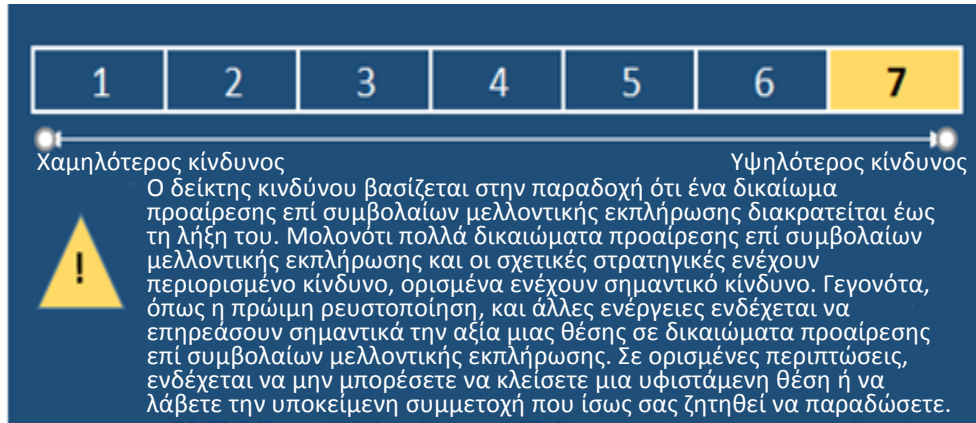 1 2 3 4 5 6 7
Χαμηλότερος κίνδυνος Υψηλότερος κίνδυνος
Ο δείκτης κινδύνου βασίζεται στην παραδοχή ότι ένα δικαίωμα
προαίρεσης επί συμβολαίων μελλοντικής εκπλήρωσης διακρατείται έως
τη λήξη του. Μολονότι πολλά δικαιώματα προαίρεσης επί συμβολαίων
μελλοντικής εκπλήρωσης και οι σχετικές στρατηγικές ενέχουν
περιορισμένο κίνδυνο, ορισμένα ενέχουν σημαντικό κίνδυνο. Γεγονότα,
όπως η πρώιμη ρευστοποίηση, και άλλες ενέργειες ενδέχεται να
επηρεάσουν σημαντικά την αξία μιας θέσης σε δικαιώματα προαίρεσης
επί συμβολαίων μελλοντικής εκπλήρωσης. Σε ορισμένες περιπτώσεις,
ενδέχεται να μην μπορέσετε να κλείσετε μια υφιστάμενη θέση ή να
λάβετε την υποκείμενη συμμετοχή που ίσως σας ζητηθεί να παραδώσετε.
!